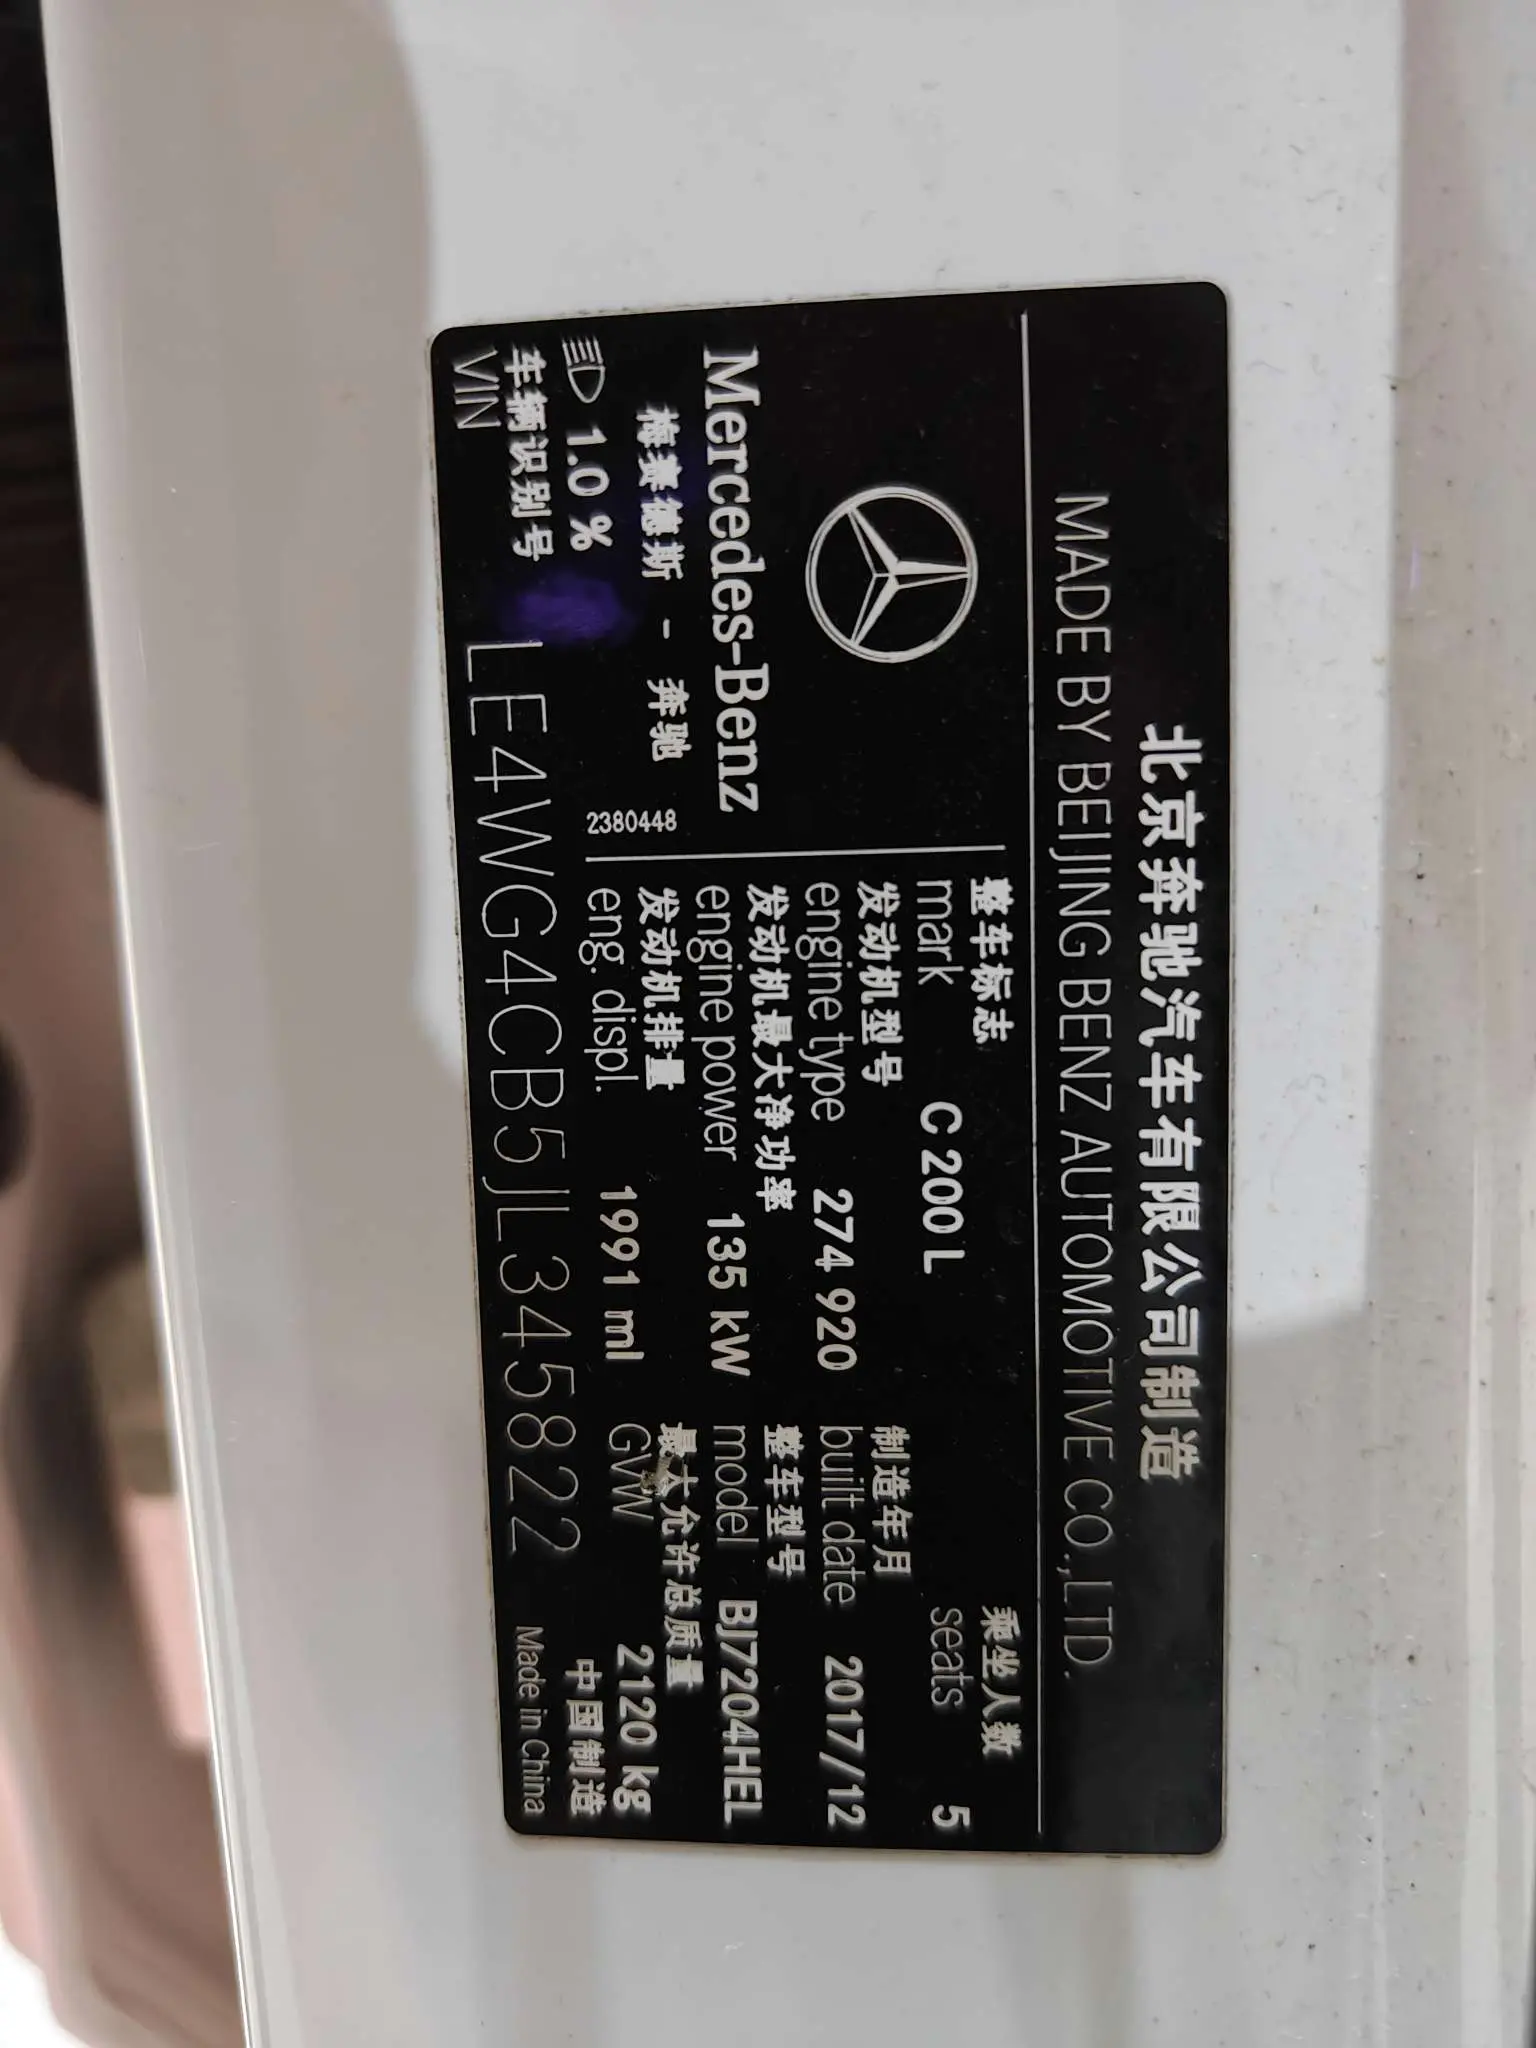 北京奔驰汽车有限公司制造
MADE BY BEIJING BENZ AUTOMOTIVE CO.,LTD.
Mercedes-Benz
梅赛德斯 - 奔驰
2380448
1.0 %
整车标志
mark C 200 L
乘坐人数
seats 5
发动机型号
engine type 274 920
制造年月
built date 2017/12
发动机最大净功率
engine power 135 kW
整车型号
model BJ7204HEL
发动机排量
eng. displ. 1991 ml
最大允许总质量
GVW 2120 kg
车辆识别号
VIN LE4WG4CB5JL345822
中国制造
Made in China